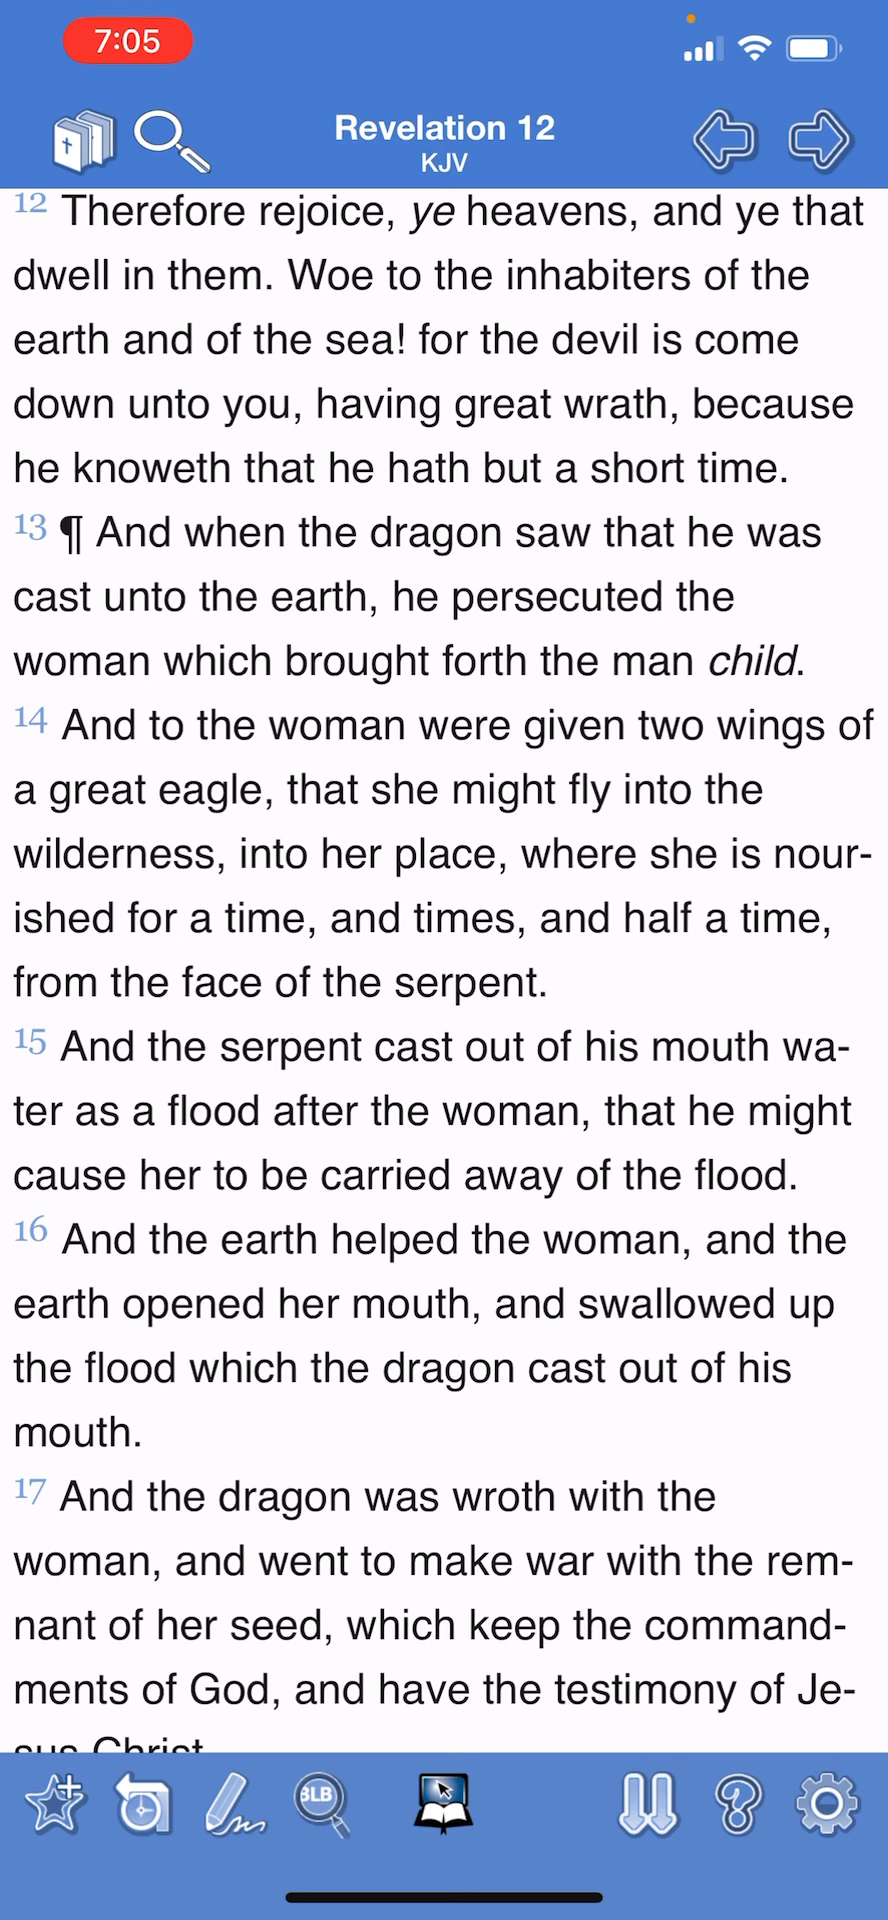 7:05
Revelation 12
KJV
12 Therefore rejoice, ye heavens, and ye that
dwell in them. Woe to the inhabiters of the
earth and of the sea! for the devil is come
down unto you, having great wrath, because
he knoweth that he hath but a short time.
13 ¶ And when the dragon saw that he was
cast unto the earth, he persecuted the
woman which brought forth the man child.
14 And to the woman were given two wings of
a great eagle, that she might fly into the
wilderness, into her place, where she is nour-
ished for a time, and times, and half a time,
from the face of the serpent.
15 And the serpent cast out of his mouth wa-
ter as a flood after the woman, that he might
cause her to be carried away of the flood.
16 And the earth helped the woman, and the
earth opened her mouth, and swallowed up
the flood which the dragon cast out of his
mouth.
17 And the dragon was wroth with the
woman, and went to make war with the rem-
nant of her seed, which keep the command-
ments of God, and have the testimony of Je-
sus Christ
BLB